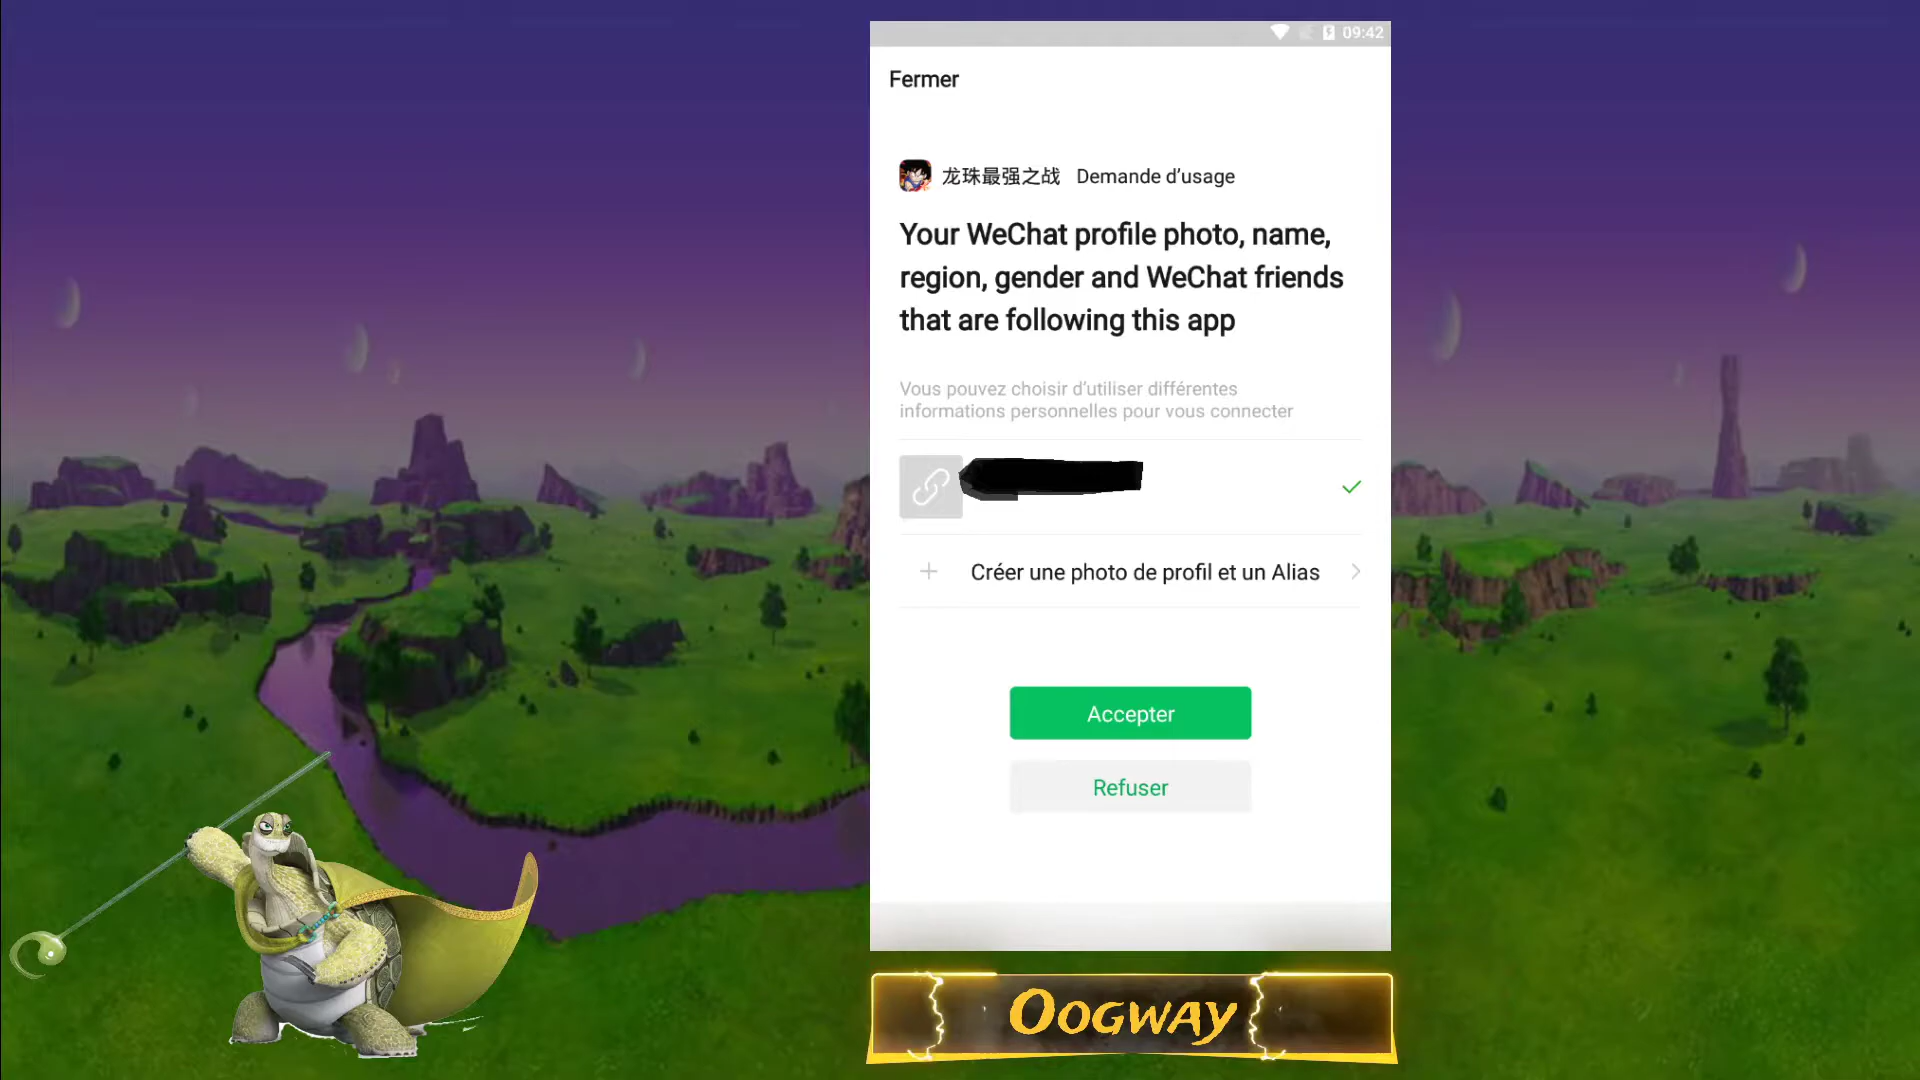 09:42
Fermer
龙珠最强之战 Demande d’usage
Your WeChat profile photo, name,
region, gender and WeChat friends
that are following this app
Vous pouvez choisir d’utiliser différentes
informations personnelles pour vous connecter
Créer une photo de profil et un Alias
Accepter
Refuser
Oogway